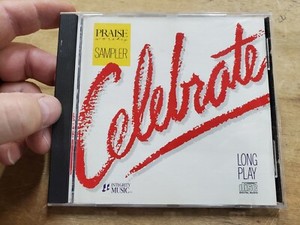 PRAISE
SAMPLER
Celebrate
LONG
PLAY
INTEGRITY
MUSIC